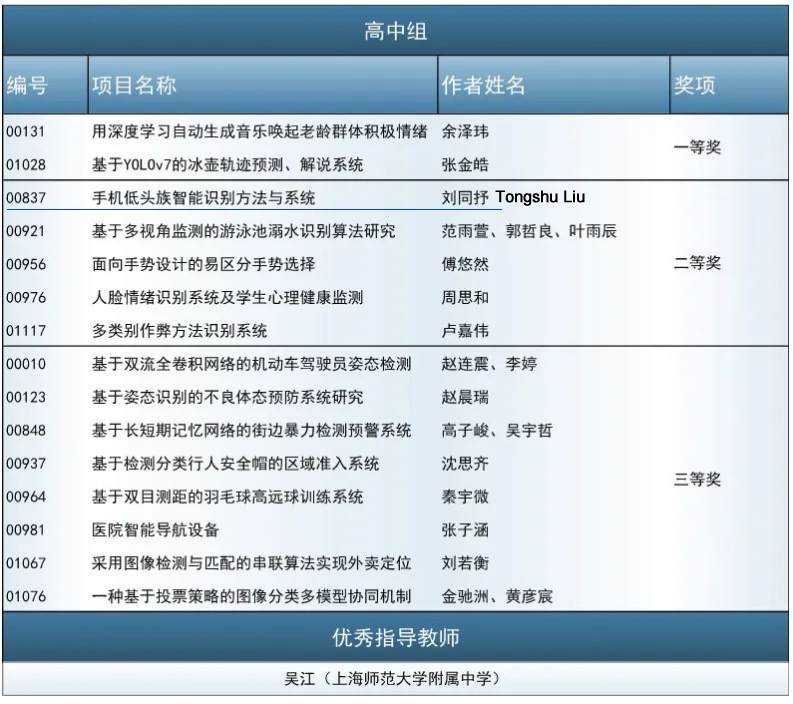 高中组
编号 项目名称 作者姓名 奖项
00131 用深度学习自动生成音乐唤起老龄群体积极情绪 余泽玮
一等奖
01028 基于YOLOv7的冰壶轨迹预测、解说系统 张金皓
00837 手机低头族智能识别方法与系统 刘同抒 Tongshu Liu
00921 基于多视角监测的游泳池溺水识别算法研究 范雨萱、郭哲良、叶雨辰
00956 面向手势设计的易区分手势选择 傅悠然 二等奖
00976 人脸情绪识别系统及学生心理健康监测 周思和
01117 多类别作弊方法识别系统 卢嘉伟
00010 基于双流全卷积网络的机动车驾驶员姿态检测 赵连震、李婷
00123 基于姿态识别的不良体态预防系统研究 赵晨瑞
00848 基于长短期记忆网络的街边暴力检测预警系统 高子峻、吴宇哲
00937 基于检测分类行人安全帽的区域准入系统 沈思齐
三等奖
00964 基于双目测距的羽毛球高远球训练系统 秦宇微
00981 医院智能导航设备 张子涵
01067 采用图像检测与匹配的串联算法实现外卖定位 刘若衡
01076 一种基于投票策略的图像分类多模型协同机制 金驰洲、黄彦宸
优秀指导教师
吴江（上海师范大学附属中学）